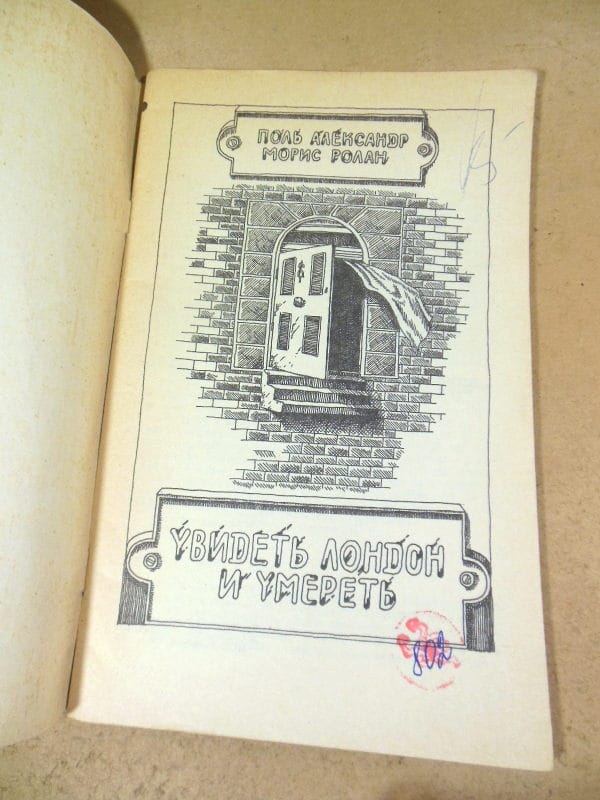 ПОЛЬ АЛЕКСАНДР
МОРИС РОЛАН
УВИДЕТЬ ЛОНДОН
И УМЕРЕТЬ
802